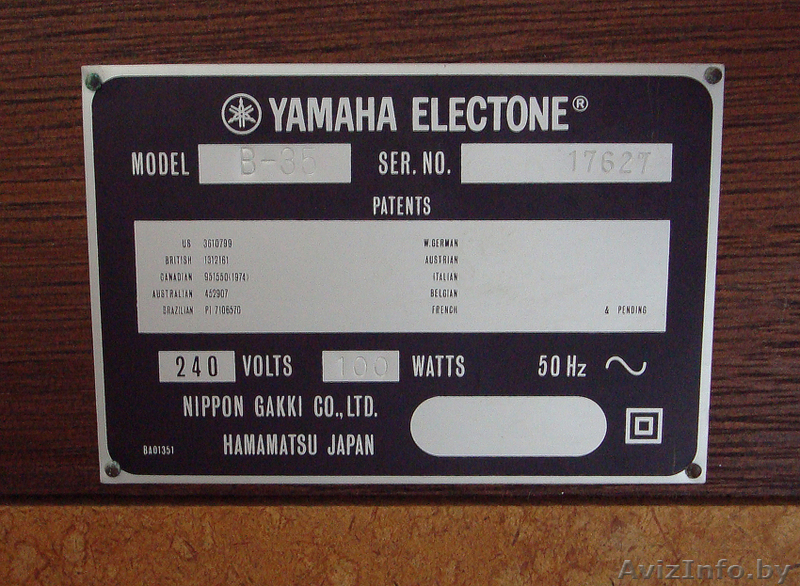 YAMAHA ELECTONE®
MODEL B-35 SER. NO. 17627
PATENTS
US 3610799 W.GERMAN
BRITISH 1312161 AUSTRIAN
CANADIAN 951550(1974) ITALIAN
AUSTRALIAN 452907 BELGIAN
BRAZILIAN PI 7106570 FRENCH & PENDING
240 VOLTS 100 WATTS 50 Hz
NIPPON GAKKI CO., LTD.
HAMAMATSU JAPAN
BA01351
AvizInfo.by